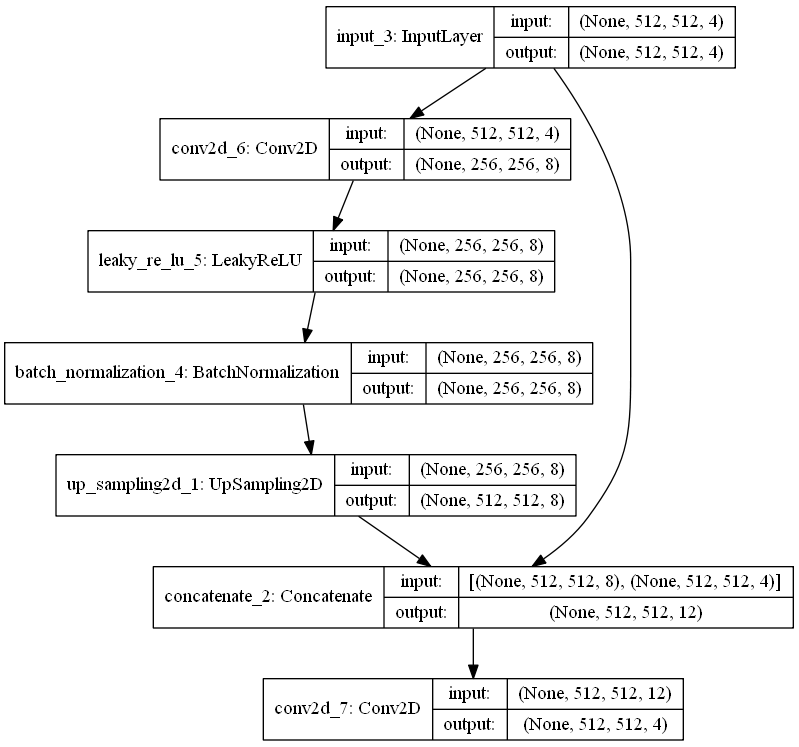 input_3: InputLayer
input:
(None, 512, 512, 4)
output:
(None, 512, 512, 4)
conv2d_6: Conv2D
input:
(None, 512, 512, 4)
output:
(None, 256, 256, 8)
leaky_re_lu_5: LeakyReLU
input:
(None, 256, 256, 8)
output:
(None, 256, 256, 8)
batch_normalization_4: BatchNormalization
input:
(None, 256, 256, 8)
output:
(None, 256, 256, 8)
up_sampling2d_1: UpSampling2D
input:
(None, 256, 256, 8)
output:
(None, 512, 512, 8)
concatenate_2: Concatenate
input:
[(None, 512, 512, 8), (None, 512, 512, 4)]
output:
(None, 512, 512, 12)
conv2d_7: Conv2D
input:
(None, 512, 512, 12)
output:
(None, 512, 512, 4)